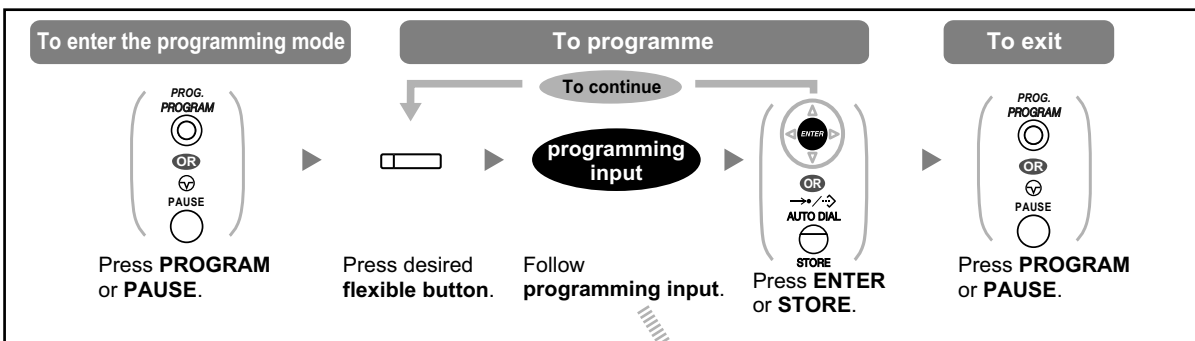 To enter the programming mode
To programme
To exit
To continue
PROG.
PROGRAM
OR
PAUSE
programming
input
ENTER
OR
AUTO DIAL
STORE
PROG.
PROGRAM
OR
PAUSE
Press PROGRAM
or PAUSE.
Press desired
flexible button.
Follow
programming input.
Press ENTER
or STORE.
Press PROGRAM
or PAUSE.